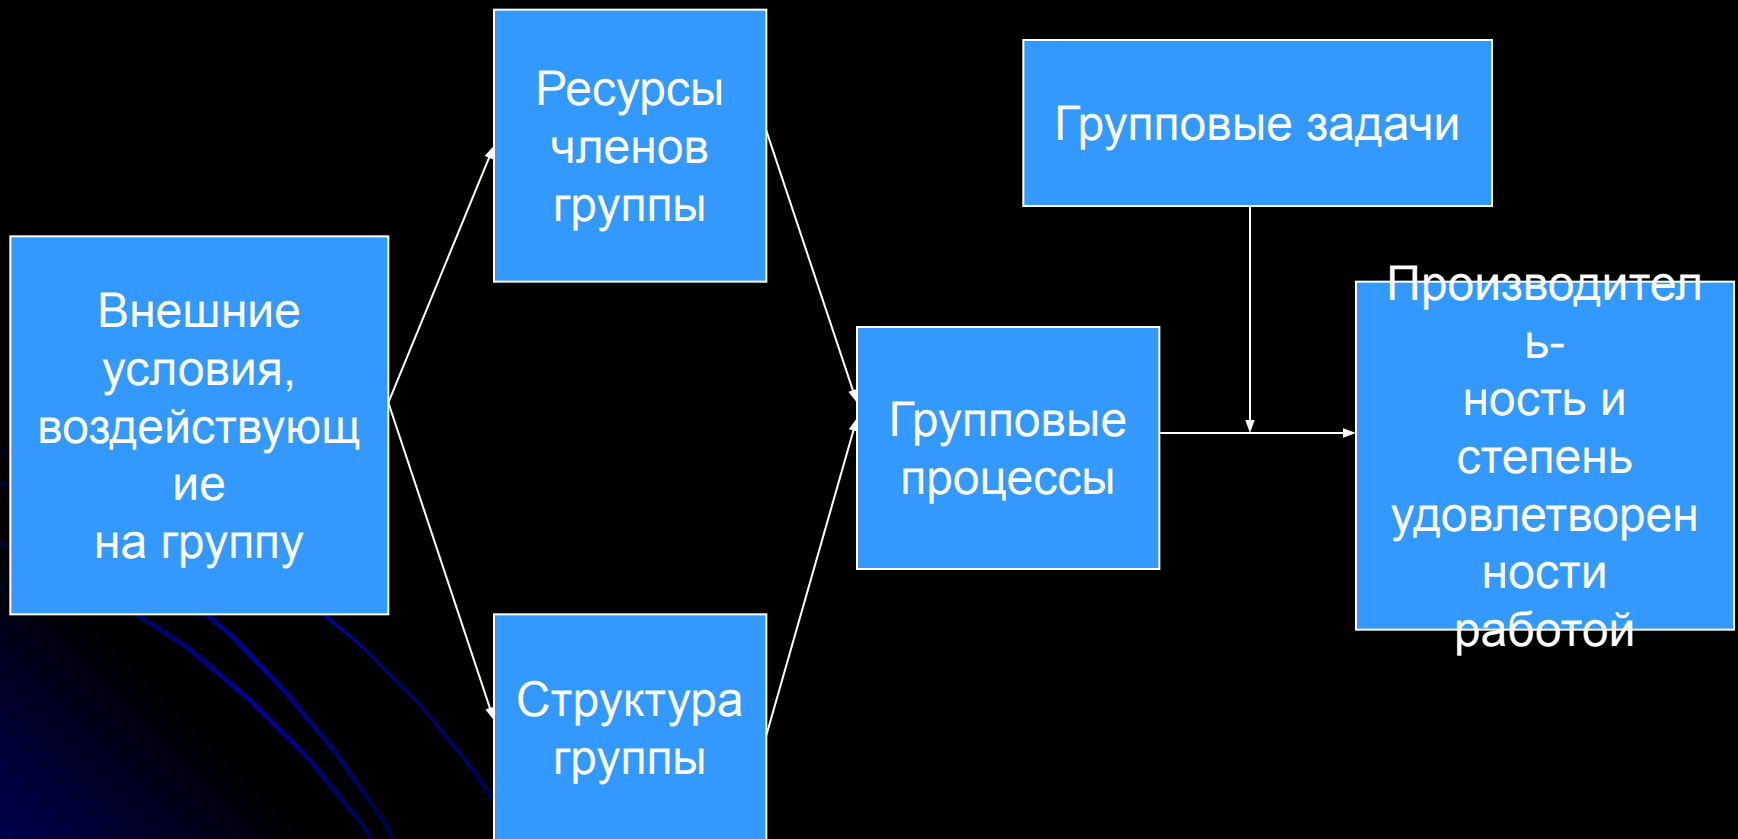 Ресурсы
членов
группы
Групповые задачи
Внешние
условия,
воздействующ
ие
на группу
Производител
ь-
ность и
степень
удовлетворен
ности
работой
Групповые
процессы
Структура
группы